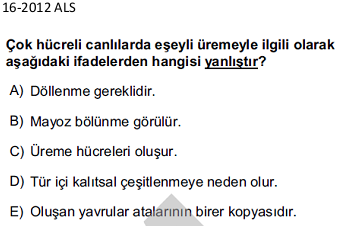 16-2012 ALS
Çok hücreli canlılarda eşeyli üremeyle ilgili olarak
aşağıdaki ifadelerden hangisi yanlıştır?
A) Döllenme gereklidir.
B) Mayoz bölünme görülür.
C) Üreme hücreleri oluşur.
D) Tür içi kalıtsal çeşitlenmeye neden olur.
E) Oluşan yavrular atalarının birer kopyasıdır.